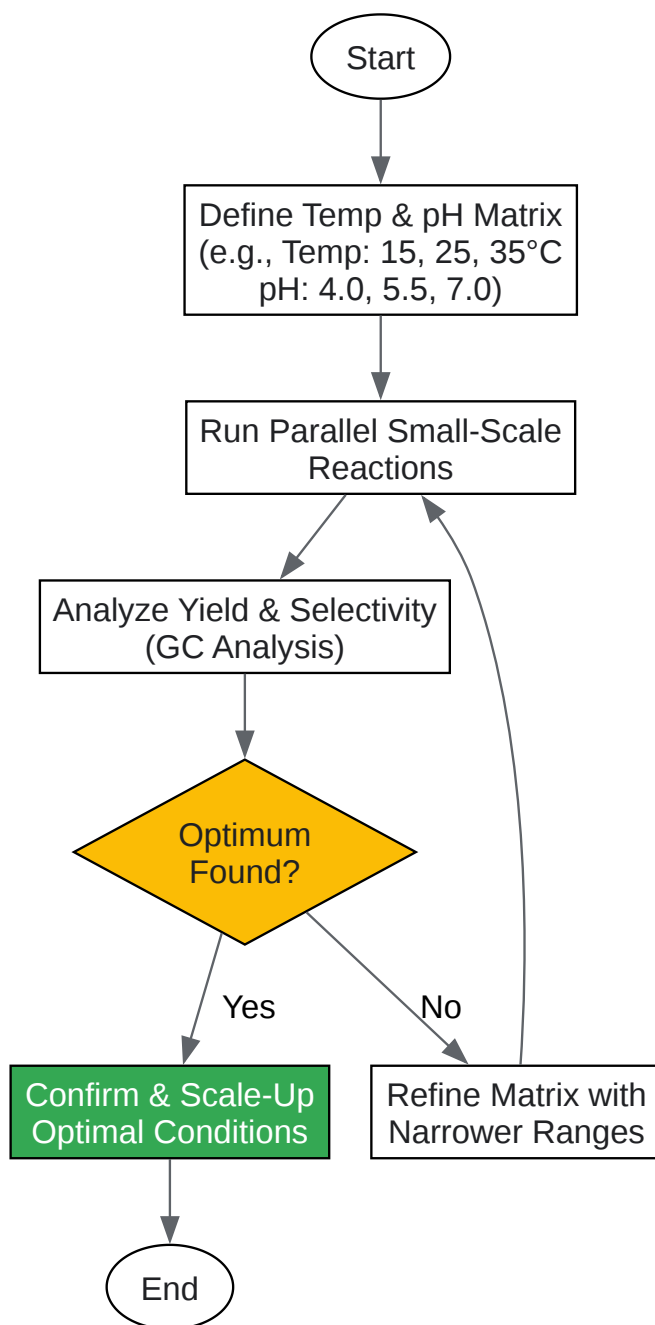 Start
Define Temp & pH Matrix
(e.g., Temp: 15, 25, 35°C
pH: 4.0, 5.5, 7.0)
Run Parallel Small-Scale
Reactions
Analyze Yield & Selectivity
(GC Analysis)
Optimum
Found?
Yes
No
Confirm & Scale-Up
Optimal Conditions
Refine Matrix with
Narrower Ranges
End